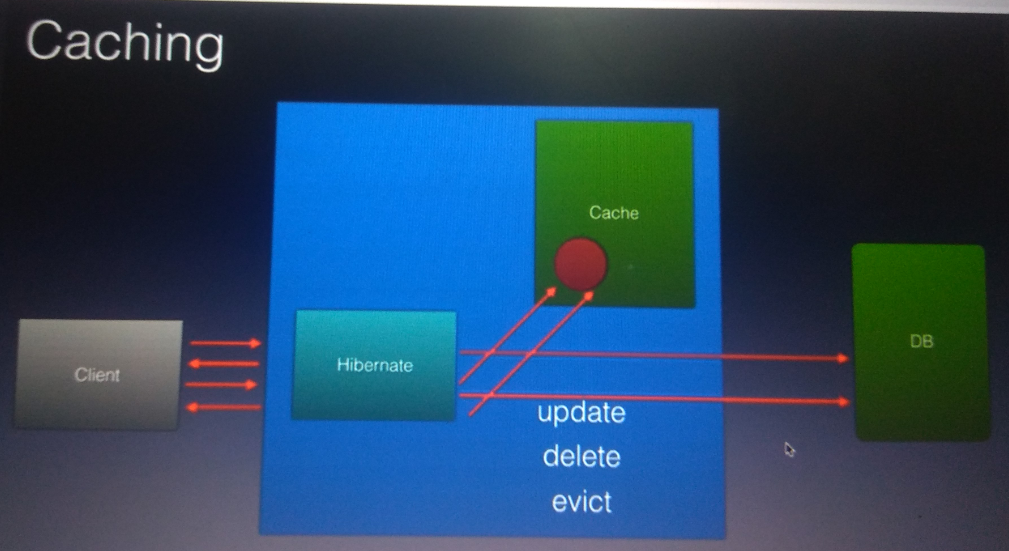 Caching
Cache
DB
Hibernate
Client
update
delete
evict